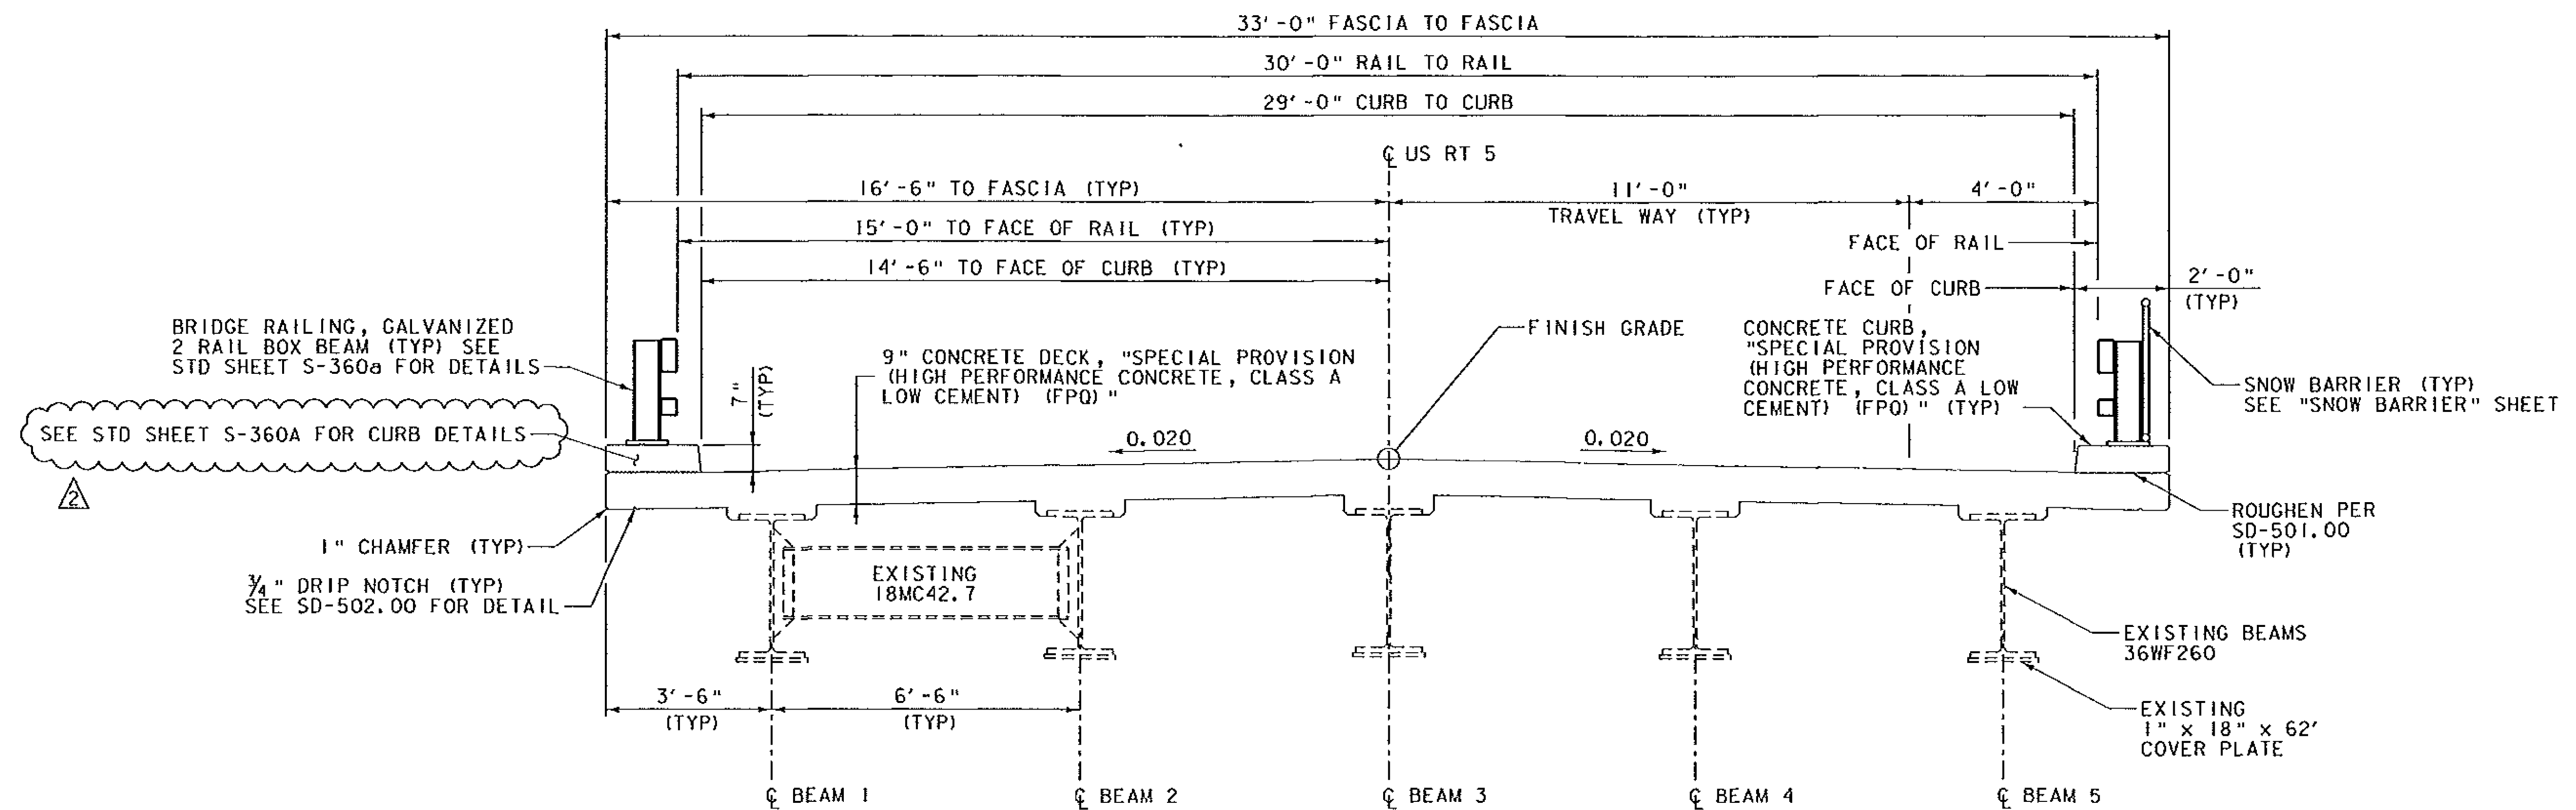 33'-0" FASCIA TO FASCIA
30'-0" RAIL TO RAIL
29'-0" CURB TO CURB
℄ US RT 5
16'-6" TO FASCIA (TYP)
11'-0"
TRAVEL WAY (TYP)
4'-0"
15'-0" TO FACE OF RAIL (TYP)
FACE OF RAIL
14'-6" TO FACE OF CURB (TYP)
FACE OF CURB
2'-0"
(TYP)
BRIDGE RAILING, GALVANIZED
2 RAIL BOX BEAM (TYP) SEE
STD SHEET S-360a FOR DETAILS
7"
(TYP)
9" CONCRETE DECK, "SPECIAL PROVISION
(HIGH PERFORMANCE CONCRETE, CLASS A
LOW CEMENT) (FPQ)"
FINISH GRADE
CONCRETE CURB,
"SPECIAL PROVISION
(HIGH PERFORMANCE
CONCRETE, CLASS A LOW
CEMENT) (FPQ)" (TYP)
SNOW BARRIER (TYP)
SEE "SNOW BARRIER" SHEET
SEE STD SHEET S-360A FOR CURB DETAILS
2
0.020
0.020
1" CHAMFER (TYP)
3/4" DRIP NOTCH (TYP)
SEE SD-502.00 FOR DETAIL
EXISTING
18MC42.7
ROUGHEN PER
SD-501.00
(TYP)
EXISTING BEAMS
36WF260
3'-6"
(TYP)
6'-6"
(TYP)
EXISTING
1" x 18" x 62'
COVER PLATE
℄ BEAM 1
℄ BEAM 2
℄ BEAM 3
℄ BEAM 4
℄ BEAM 5